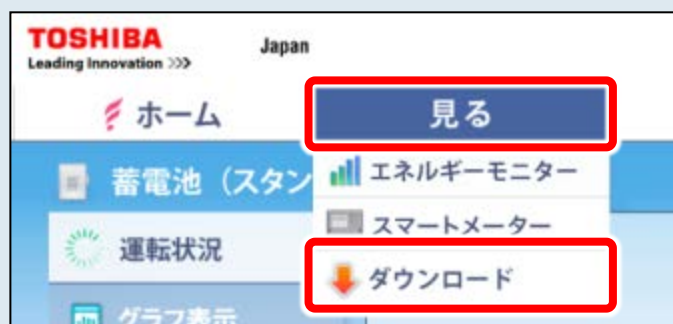 TOSHIBA
Japan
Leading Innovation >>>
ホーム
見る
蓄電池（スタン
エネルギーモニター
スマートメーター
運転状況
ダウンロード
グラフ表示